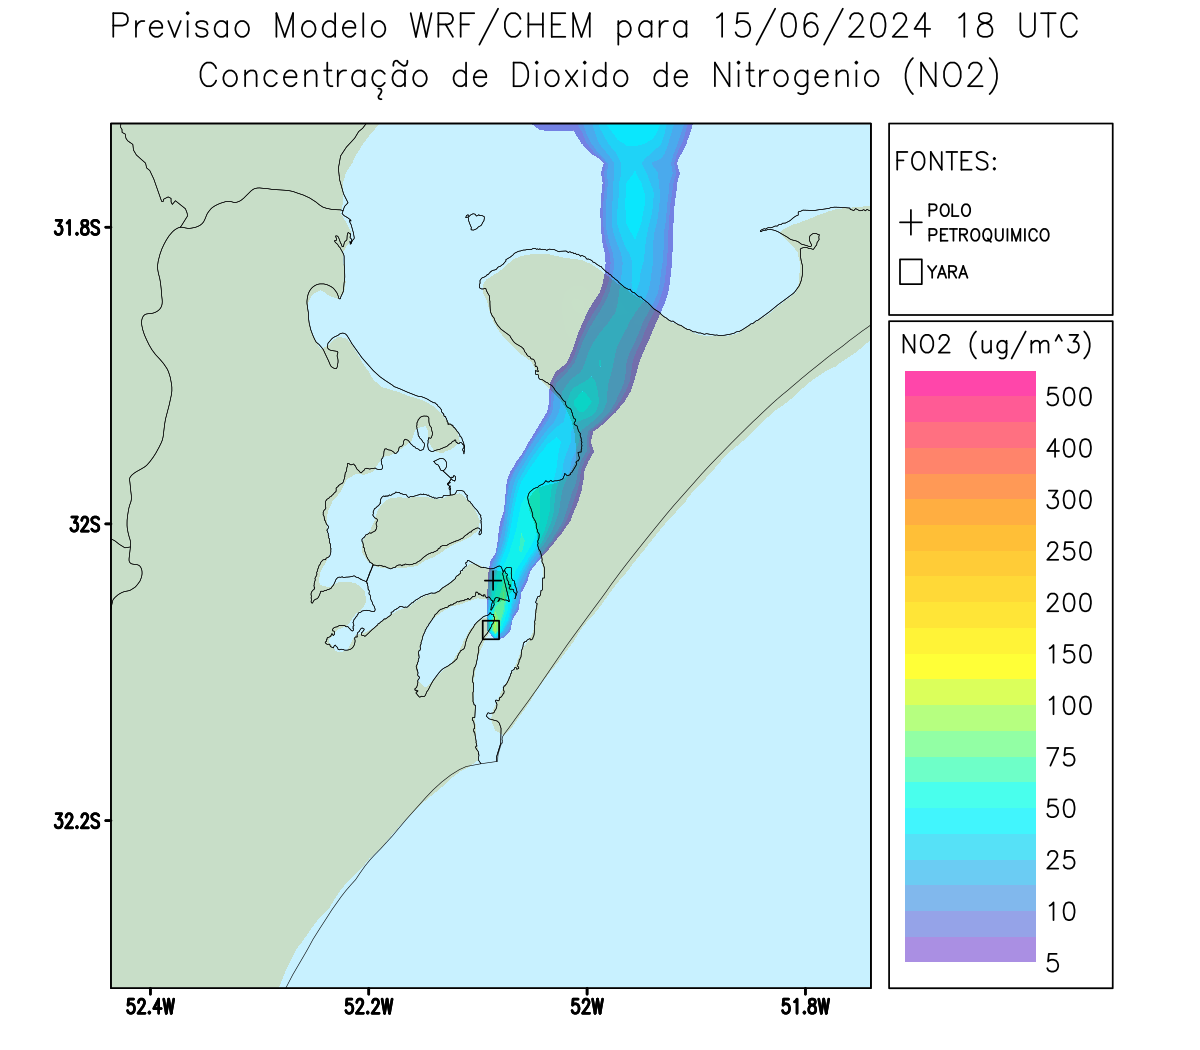 Previsao Modelo WRF/CHEM para 15/06/2024 18 UTC
Concentração de Dioxido de Nitrogenio (NO2)
FONTES:
POLO
PETROQUIMICO
YARA
NO2 (ug/m^3)
500
400
300
250
200
150
100
75
50
25
10
5
31.8S
32S
32.2S
52.4W
52.2W
52W
51.8W